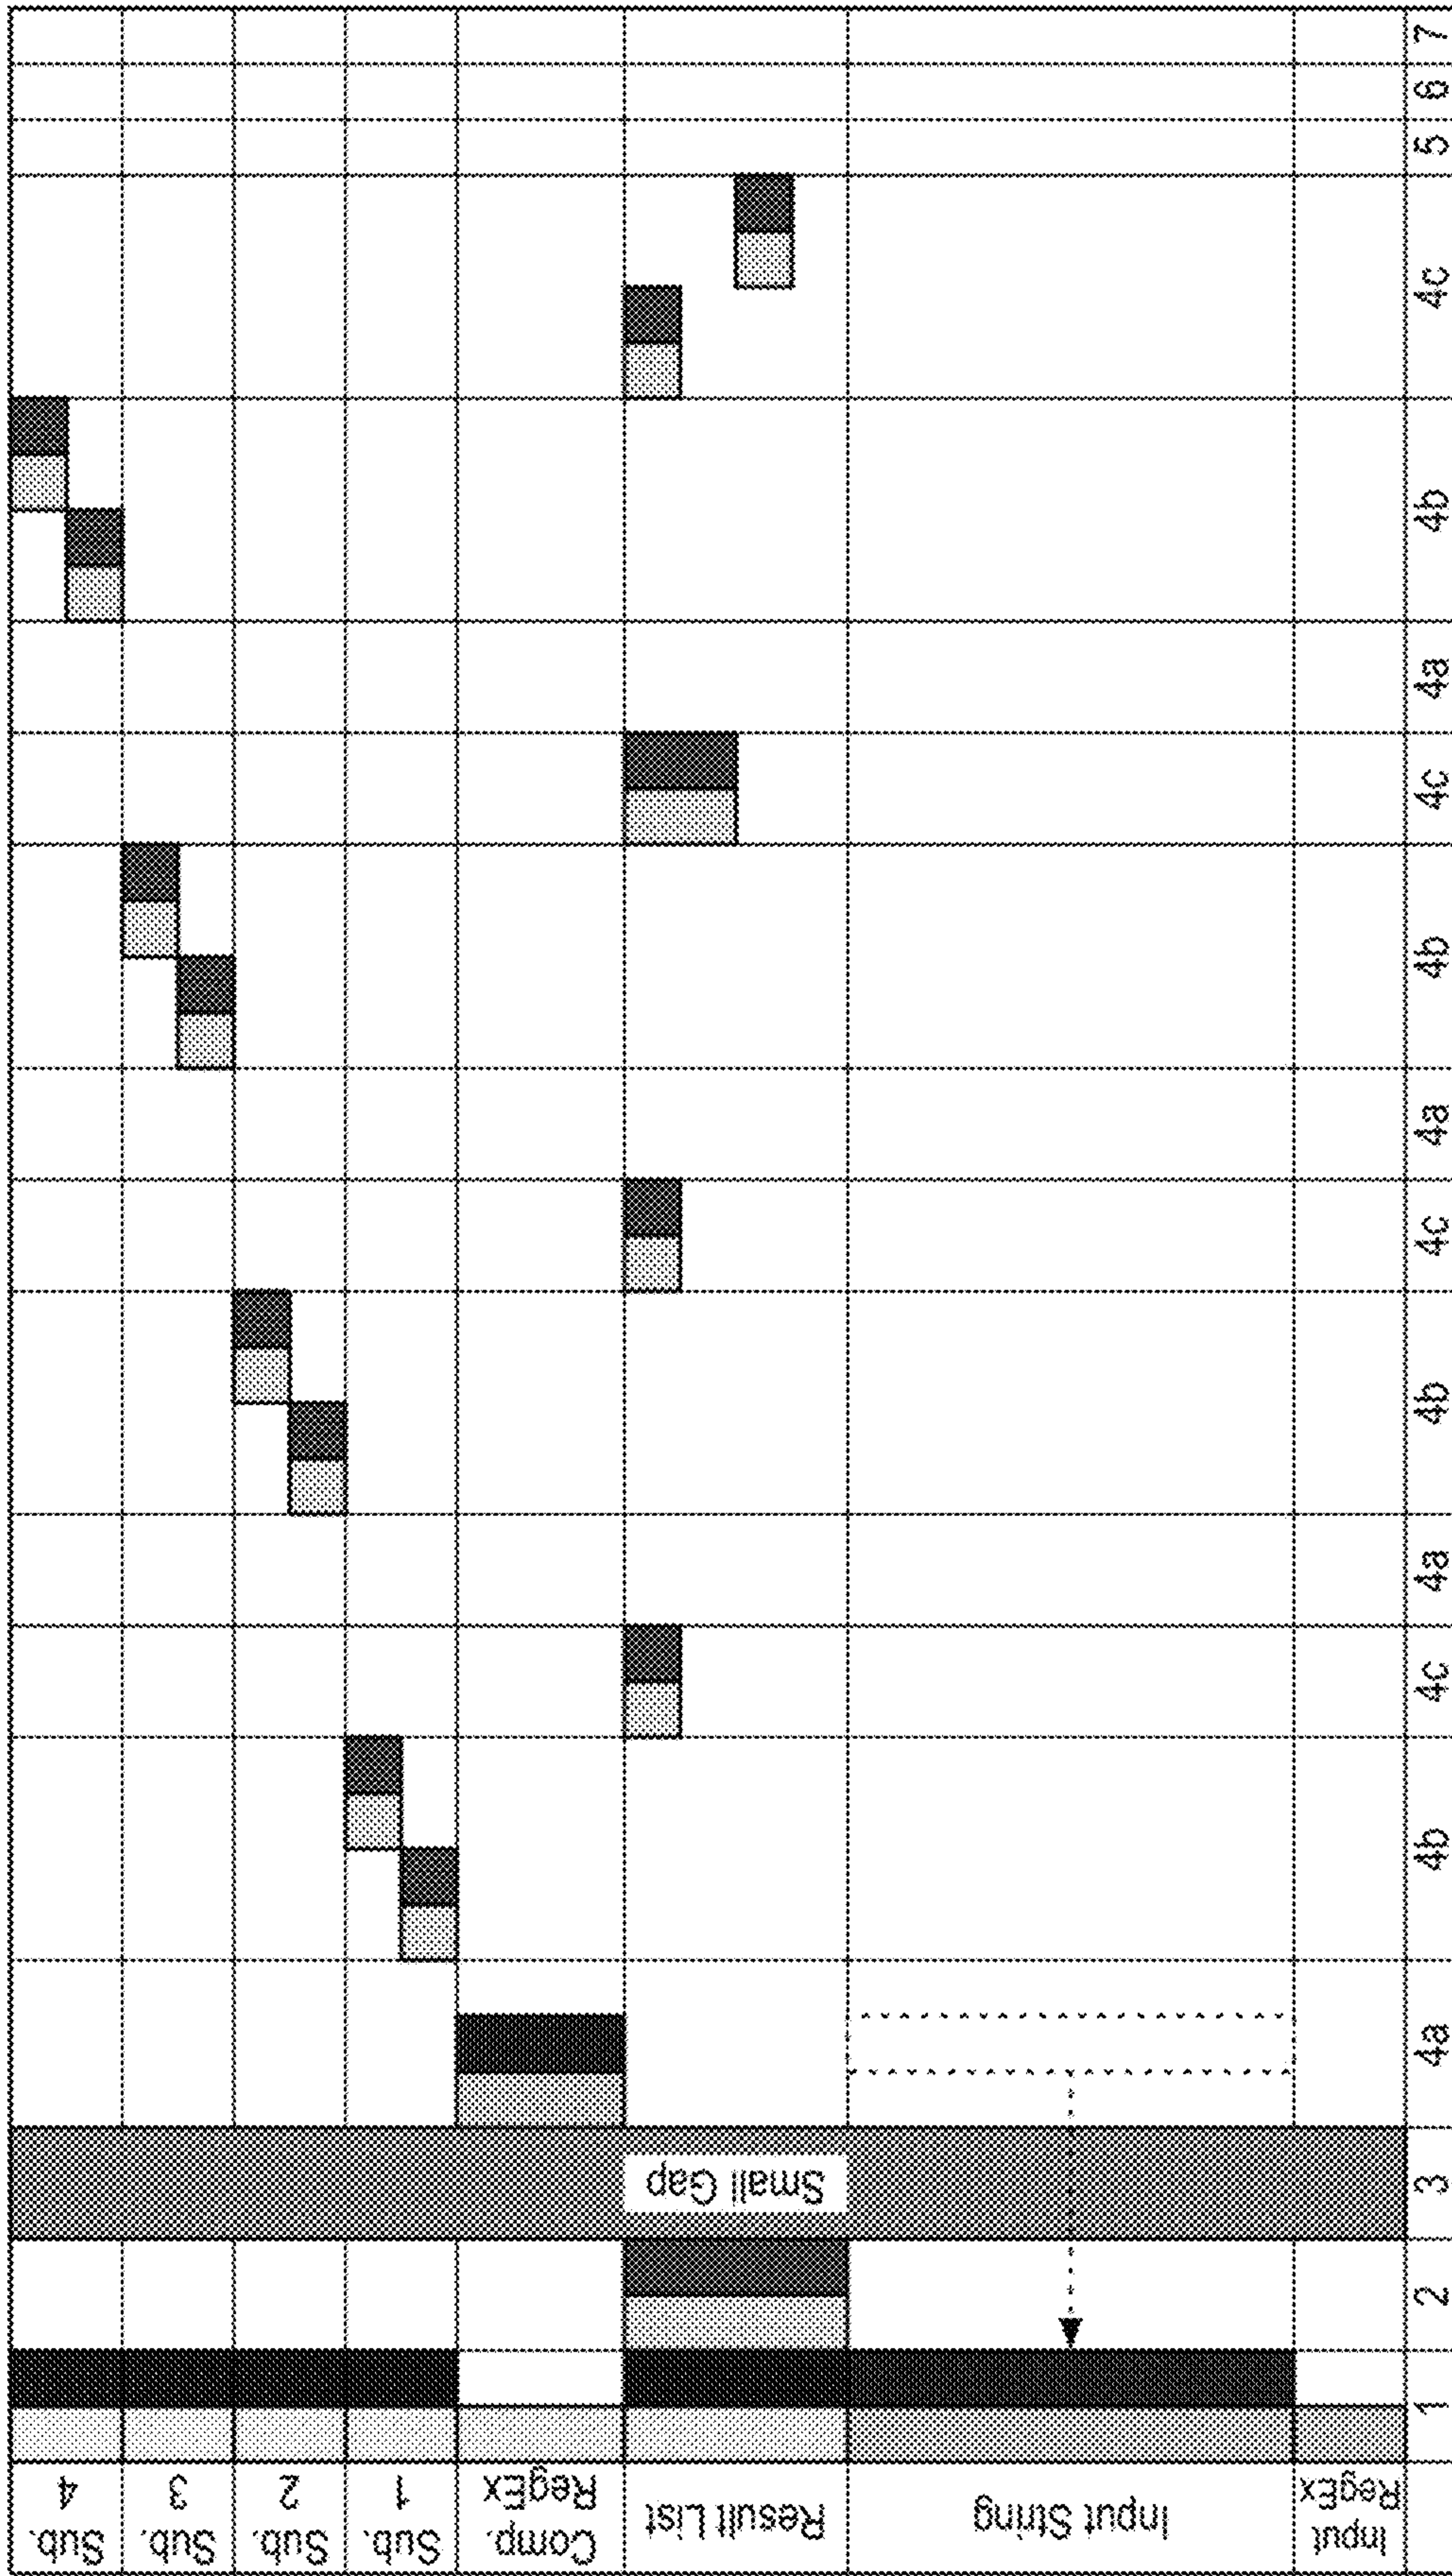 Input
RegEx
Input String
Result List
Comp.
RegEx
Sub.
1
Sub.
2
Sub.
3
Sub.
4
Small Gap
1
2
3
4a
4b
4c
4a
4b
4c
4a
4b
4c
4a
4b
4c
5
6
7